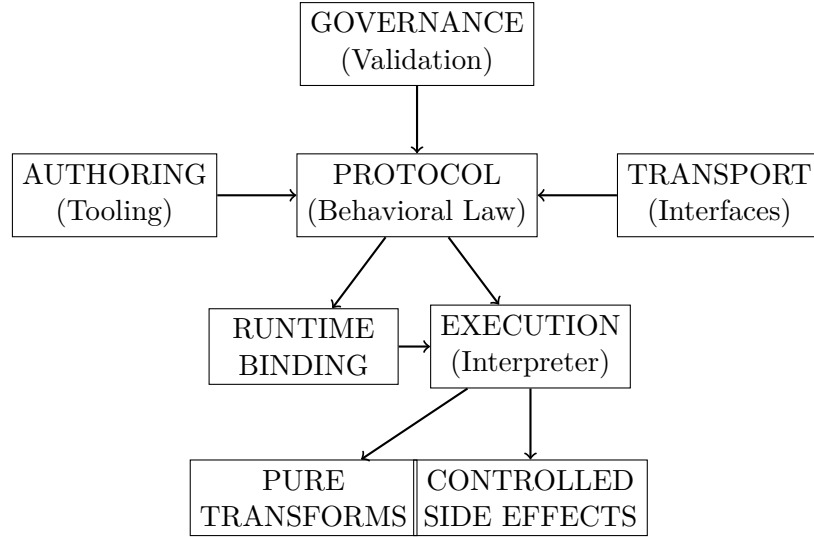 GOVERNANCE
(Validation)
AUTHORING
(Tooling)
PROTOCOL
(Behavioral Law)
TRANSPORT
(Interfaces)
RUNTIME
BINDING
EXECUTION
(Interpreter)
PURE
TRANSFORMS
CONTROLLED
SIDE EFFECTS